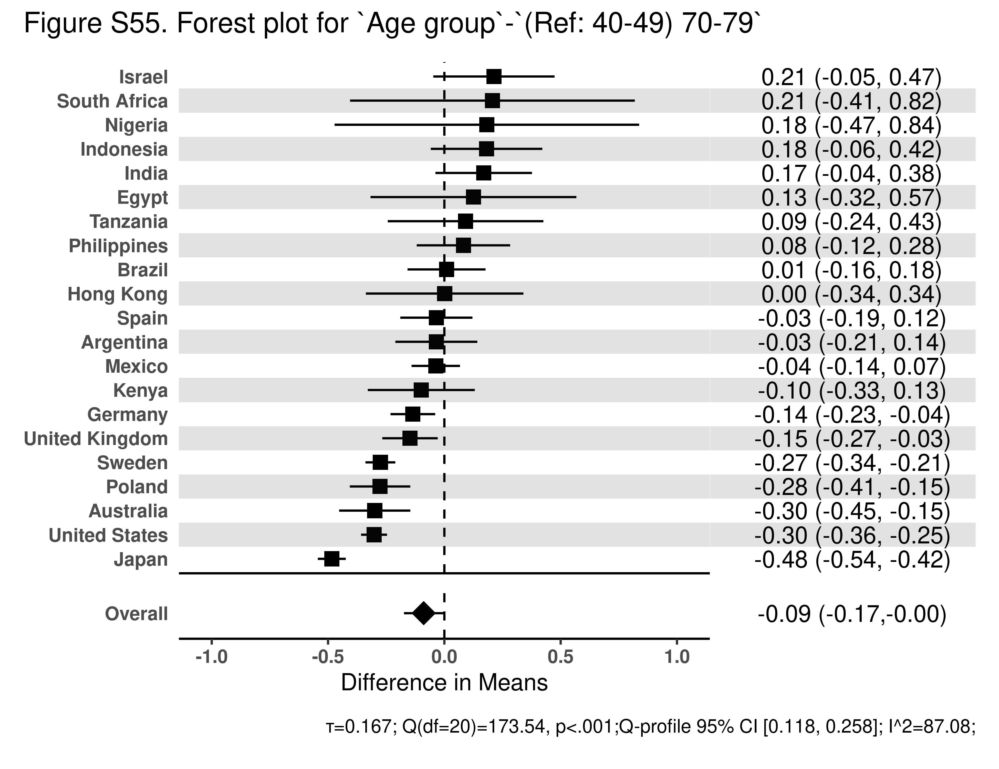 Figure S55. Forest plot for `Age group`-`(Ref: 40-49) 70-79`
Israel 0.21 (-0.05, 0.47)
South Africa 0.21 (-0.41, 0.82)
Nigeria 0.18 (-0.47, 0.84)
Indonesia 0.18 (-0.06, 0.42)
India 0.17 (-0.04, 0.38)
Egypt 0.13 (-0.32, 0.57)
Tanzania 0.09 (-0.24, 0.43)
Philippines 0.08 (-0.12, 0.28)
Brazil 0.01 (-0.16, 0.18)
Hong Kong 0.00 (-0.34, 0.34)
Spain -0.03 (-0.19, 0.12)
Argentina -0.03 (-0.21, 0.14)
Mexico -0.04 (-0.14, 0.07)
Kenya -0.10 (-0.33, 0.13)
Germany -0.14 (-0.23, -0.04)
United Kingdom -0.15 (-0.27, -0.03)
Sweden -0.27 (-0.34, -0.21)
Poland -0.28 (-0.41, -0.15)
Australia -0.30 (-0.45, -0.15)
United States -0.30 (-0.36, -0.25)
Japan -0.48 (-0.54, -0.42)
Overall -0.09 (-0.17,-0.00)
-1.0 -0.5 0.0 0.5 1.0
Difference in Means
τ=0.167; Q(df=20)=173.54, p<.001;Q-profile 95% CI [0.118, 0.258]; I^2=87.08;